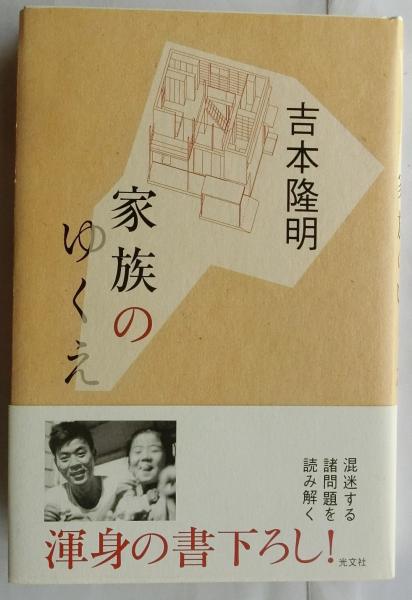 吉本隆明
家族の
ゆくえ
混迷する
諸問題を
読み解く
渾身の書下ろし!
光文社